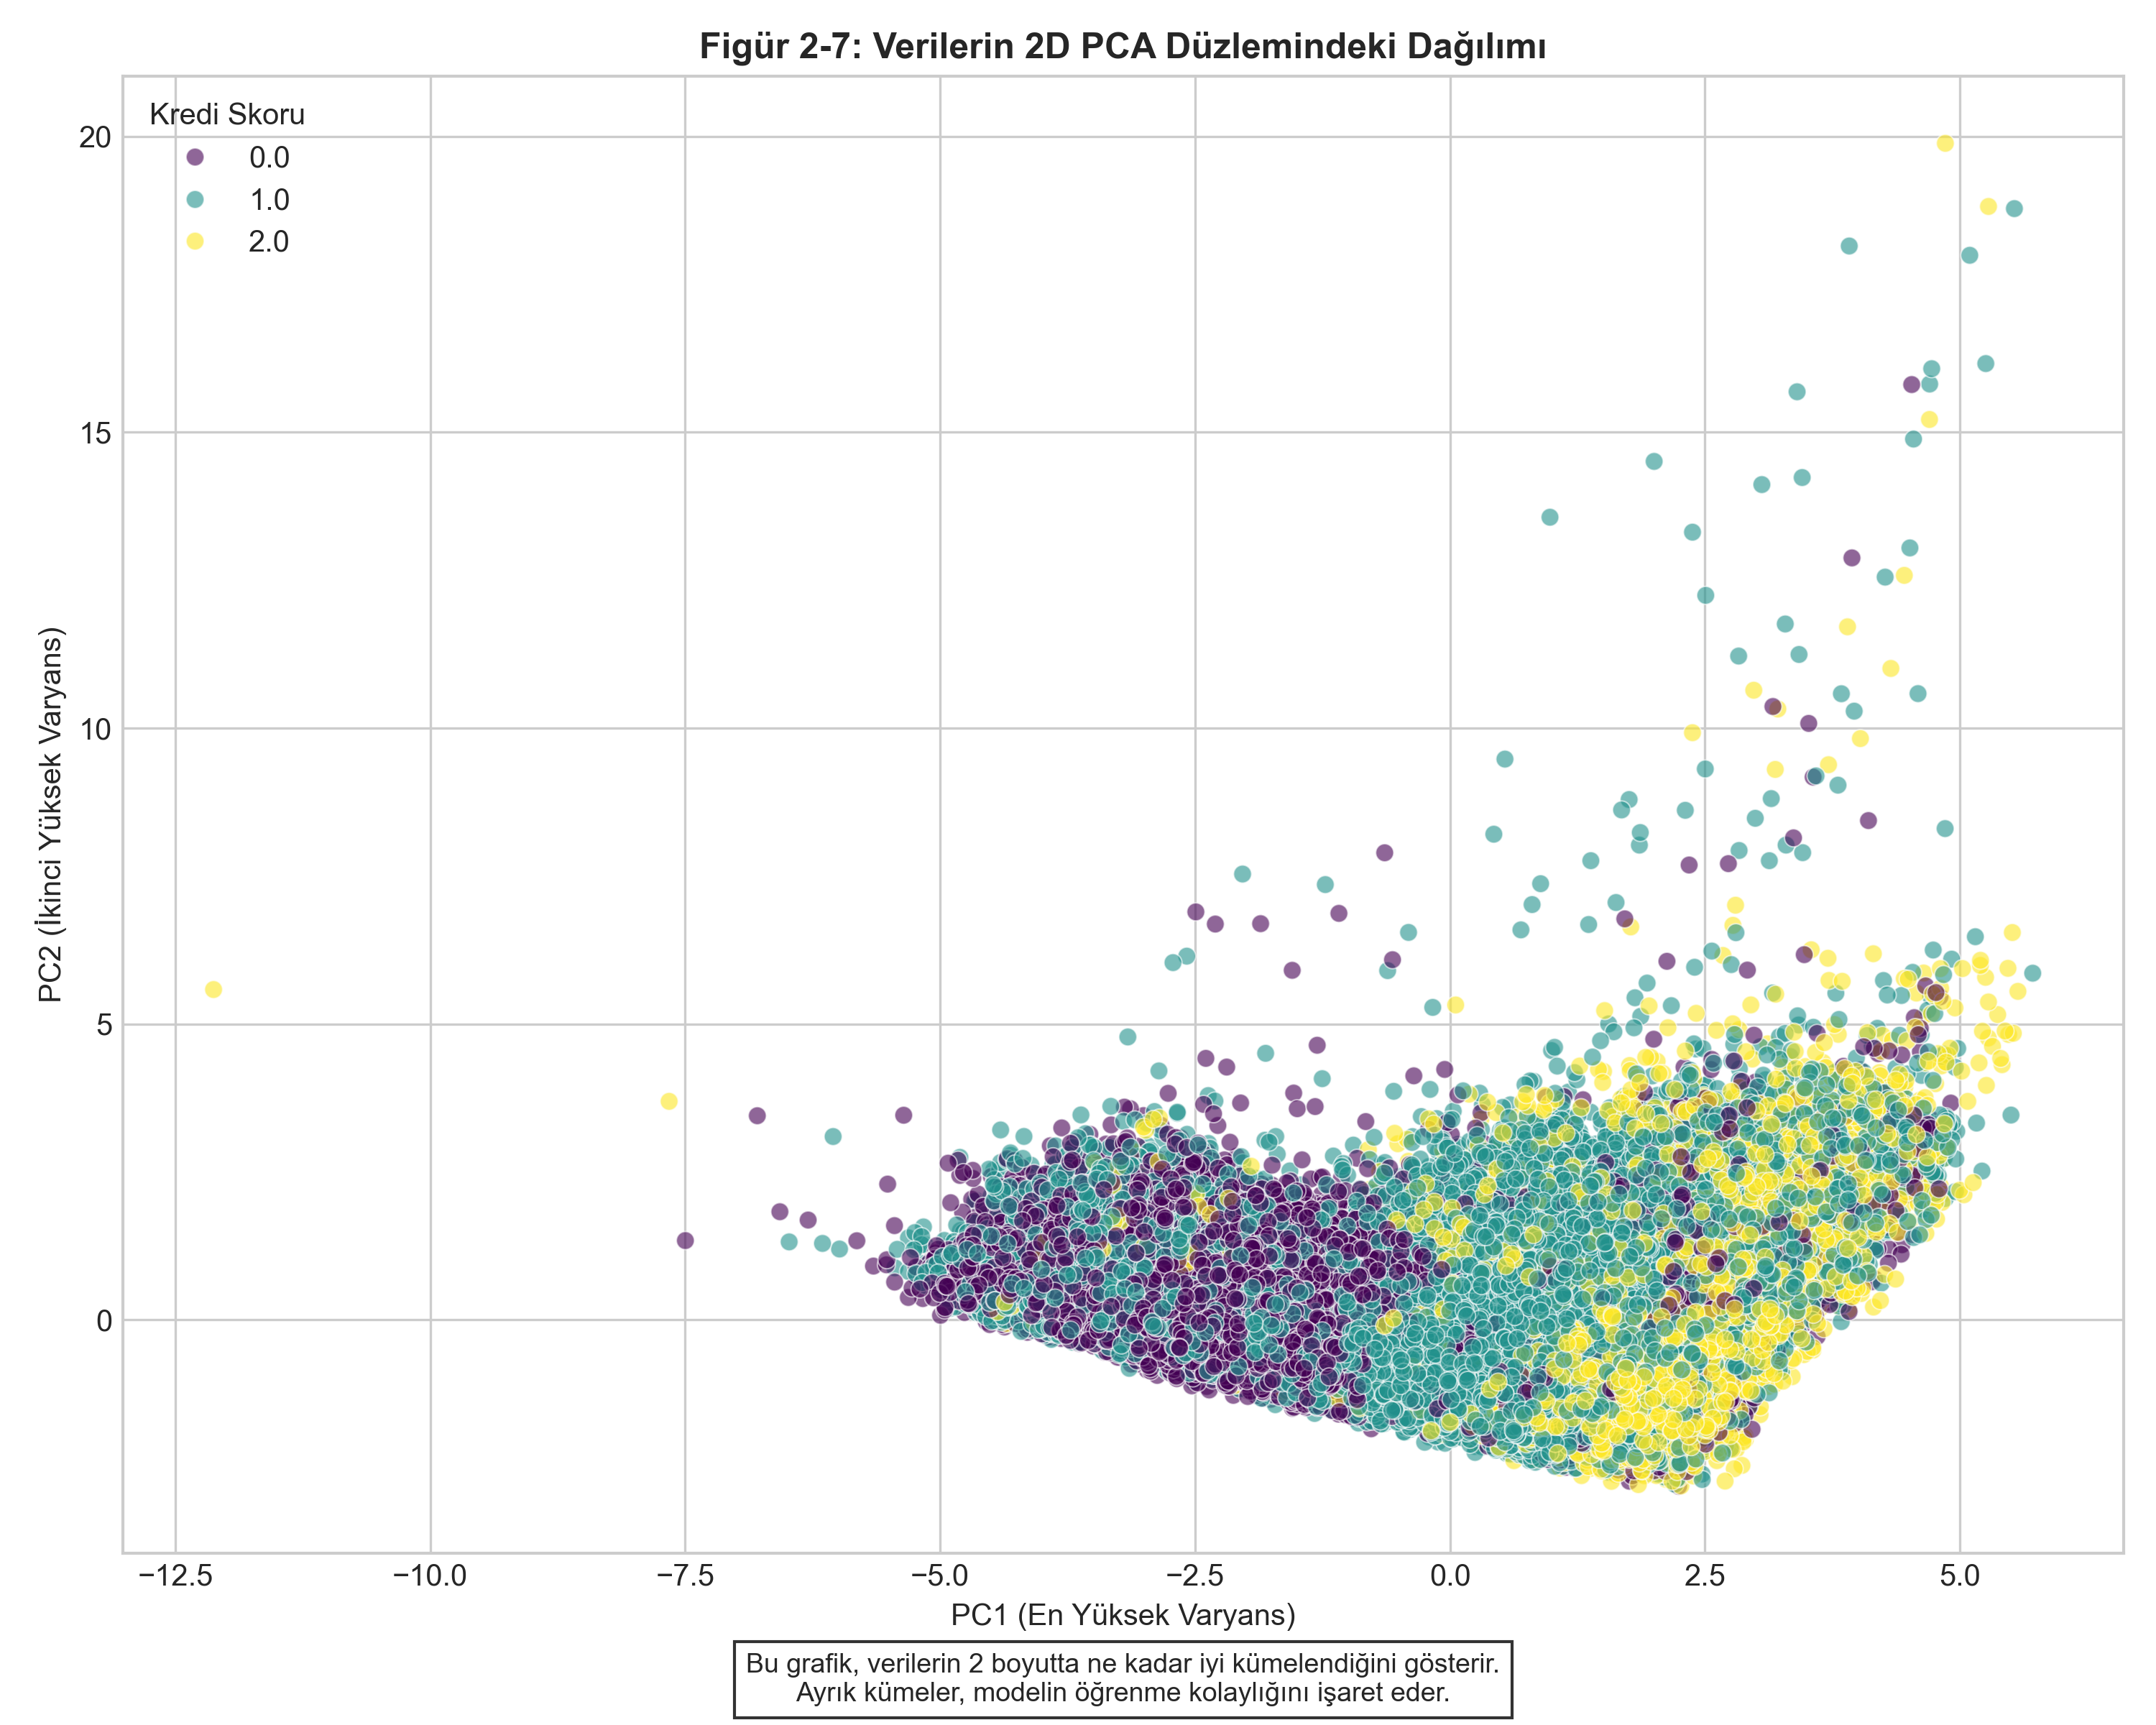 Figür 2-7: Verilerin 2D PCA Düzlemindeki Dağılımı
Kredi Skoru
0.0
1.0
2.0
20
15
10
5
0
PC2 (İkinci Yüksek Varyans)
−12.5
−10.0
−7.5
−5.0
−2.5
0.0
2.5
5.0
PC1 (En Yüksek Varyans)
Bu grafik, verilerin 2 boyutta ne kadar iyi kümelendiğini gösterir.
Ayrık kümeler, modelin öğrenme kolaylığını işaret eder.